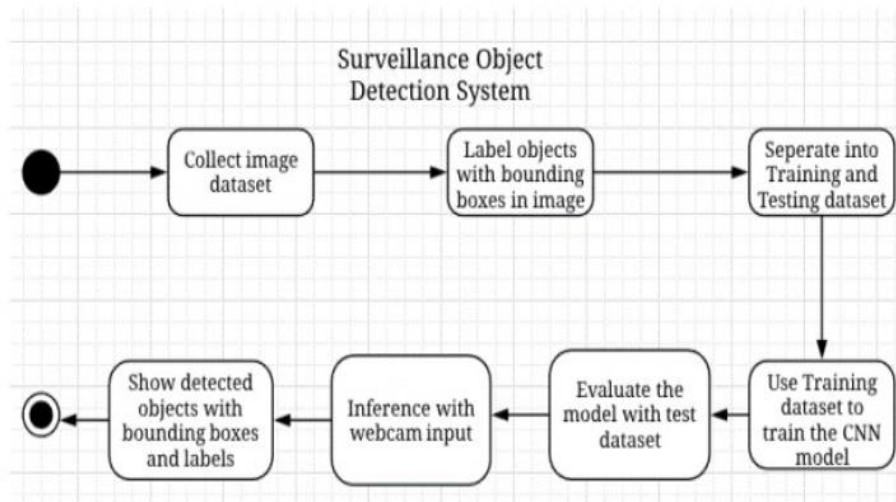 Surveillance Object
Detection System
Collect image
dataset
Label objects
with bounding
boxes in image
Seperate into
Training and
Testing dataset
Use Training
dataset to
train the CNN
model
Evaluate the
model with test
dataset
Inference with
webcam input
Show detected
objects with
bounding boxes
and labels